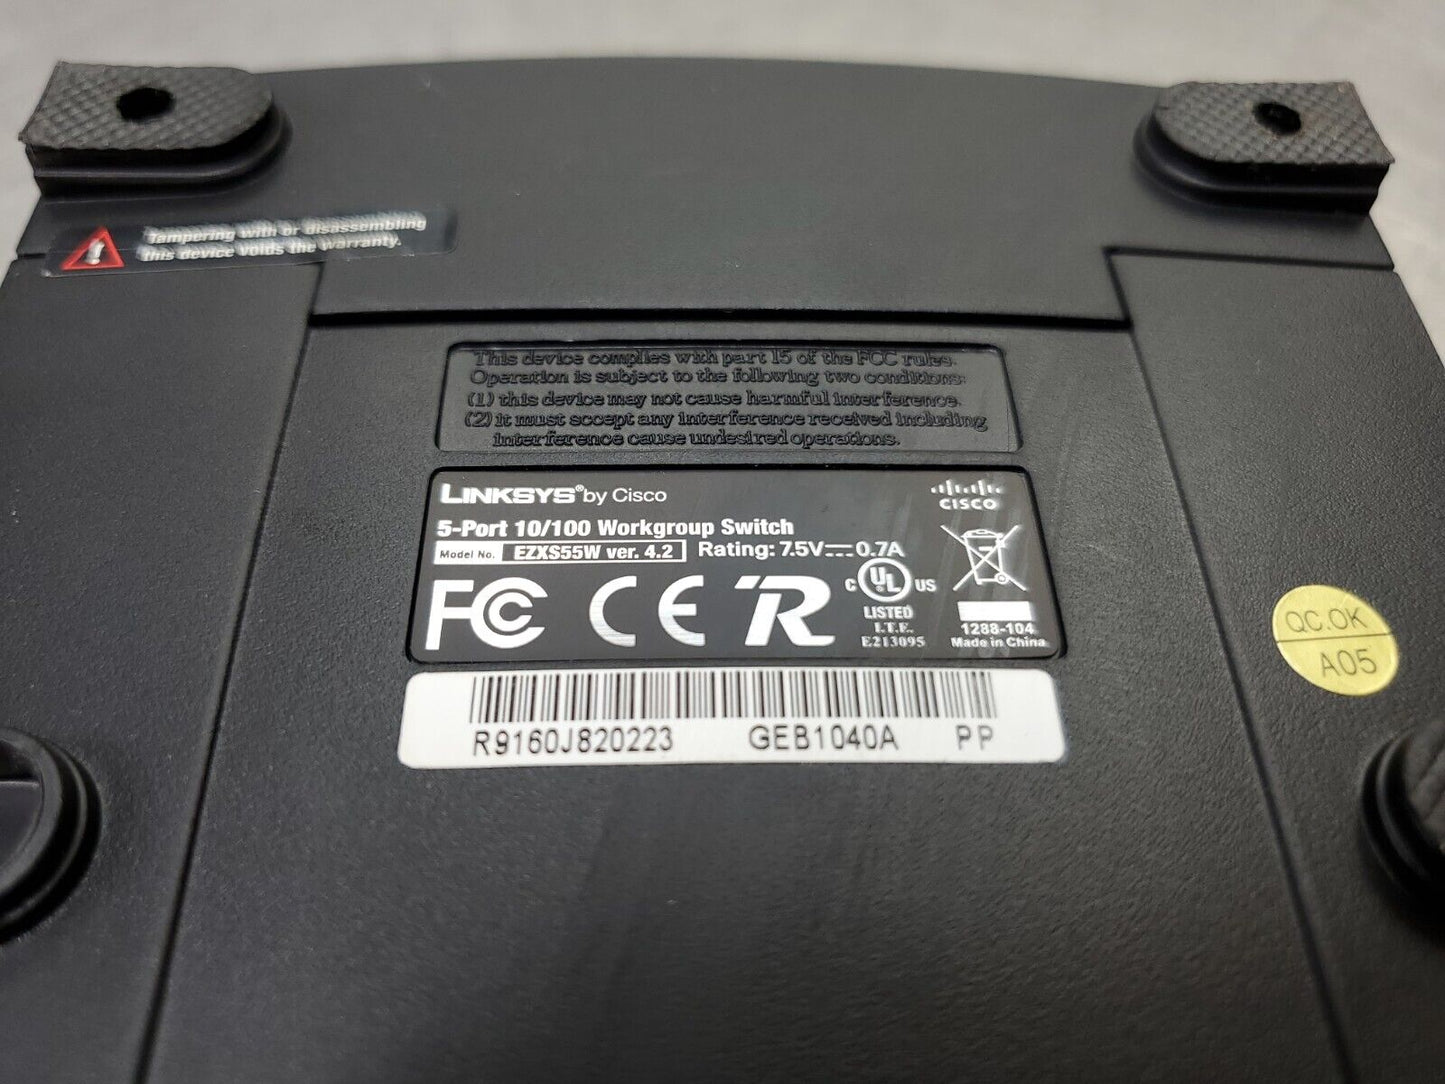 Tampering with or disassembling
this device voids the warranty.
This device complies with part 15 of the FCC rules.
Operation is subject to the following two conditions:
(1) this device may not cause harmful interference.
(2) it must sccept any interference received including
interference cause undesired operations.
LINKSYS® by Cisco
CISCO
5-Port 10/100 Workgroup Switch
Model No. EZXS55W ver. 4.2 Rating: 7.5V⎓0.7A
FC CE R C UL US
LISTED
I.T.E.
E213095
1288-104
Made in China
QC.OK
A05
R9160J820223 GEB1040A PP